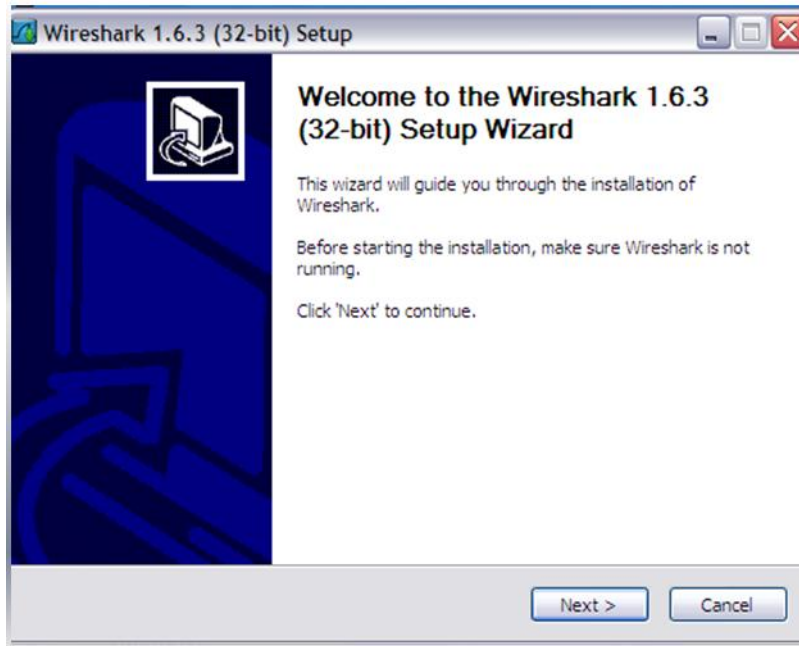 Wireshark 1.6.3 (32-bit) Setup
Welcome to the Wireshark 1.6.3
(32-bit) Setup Wizard
This wizard will guide you through the installation of
Wireshark.
Before starting the installation, make sure Wireshark is not
running.
Click 'Next' to continue.
Next >
Cancel